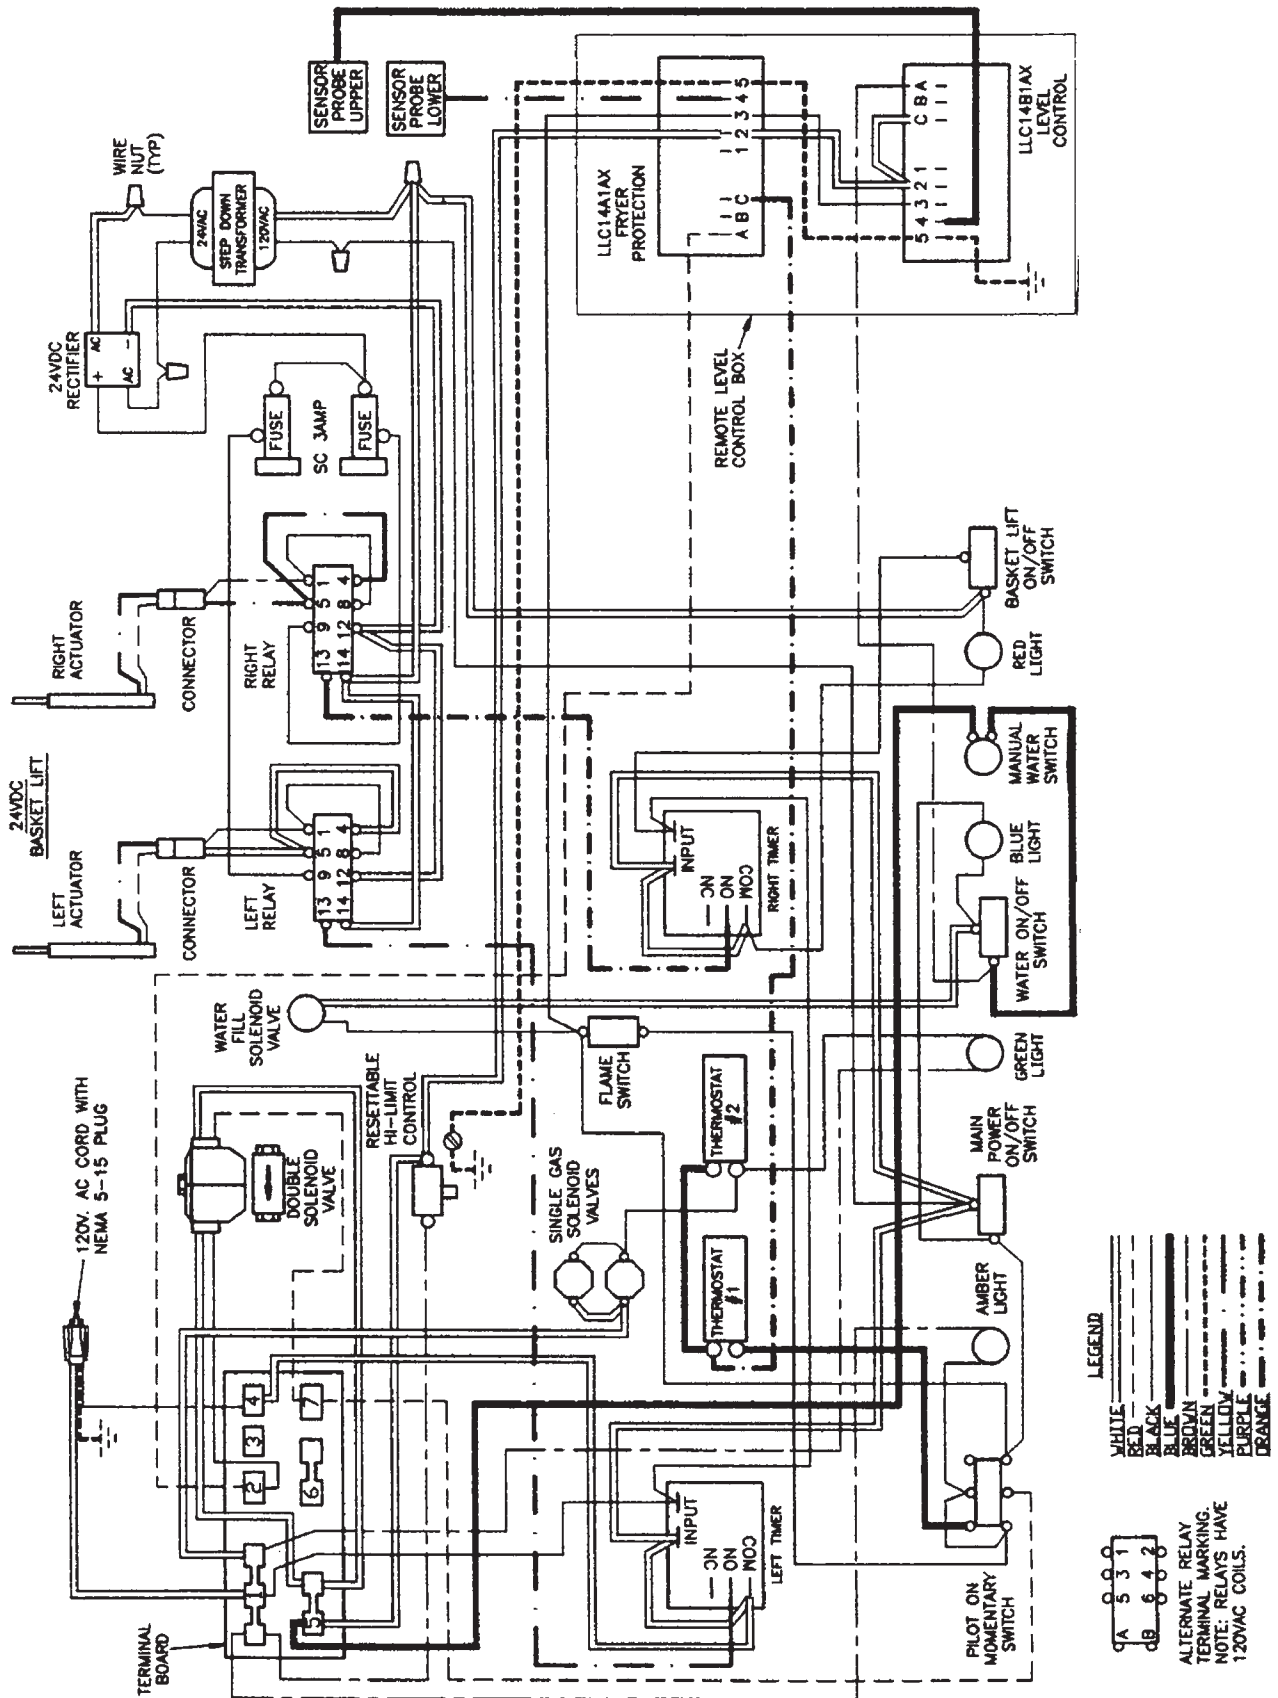 24VDC
BASKET LIFT
LEFT
ACTUATOR
RIGHT
ACTUATOR
24VDC
RECTIFIER
+
AC
AC
-
WIRE
NUT
(TYP)
120V. AC CORD WITH
NEMA 5-15 PLUG
CONNECTOR
CONNECTOR
24VAC
STEP DOWN
TRANSFORMER
120VAC
TERMINAL
BOARD
2
3
4
5
6
7
DOUBLE
SOLENOID
VALVE
WATER
FILL
SOLENOID
VALVE
LEFT
RELAY
13 9 5 1
14 12 8 4
RIGHT
RELAY
13 9 5 1
14 12 8 4
FUSE
SC 3AMP
FUSE
SENSOR
PROBE
UPPER
SENSOR
PROBE
LOWER
RESETTABLE
HI-LIMIT
CONTROL
SINGLE GAS
SOLENOID
VALVES
FLAME
SWITCH
LLC14A1AX
FRYER
PROTECTION
A B C 1 2 3 4 5
THERMOSTAT
#1
THERMOSTAT
#2
INPUT
NC
NO
COM
LEFT TIMER
INPUT
NC
NO
COM
RIGHT TIMER
REMOTE LEVEL
CONTROL BOX
5 4 3 2 1 C B A
LLC14B1AX
LEVEL
CONTROL
PILOT ON
MOMENTARY
SWITCH
AMBER
LIGHT
MAIN
POWER
ON/OFF
SWITCH
GREEN
LIGHT
WATER ON/OFF
SWITCH
BLUE
LIGHT
MANUAL
WATER
SWITCH
RED
LIGHT
BASKET LIFT
ON/OFF
SWITCH
A 5 3 1
B 6 4 2
ALTERNATE RELAY
TERMINAL MARKING.
NOTE: RELAYS HAVE
120VAC COILS.
LEGEND
WHITE
RED
BLACK
BLUE
BROWN
GREEN
YELLOW
PURPLE
ORANGE